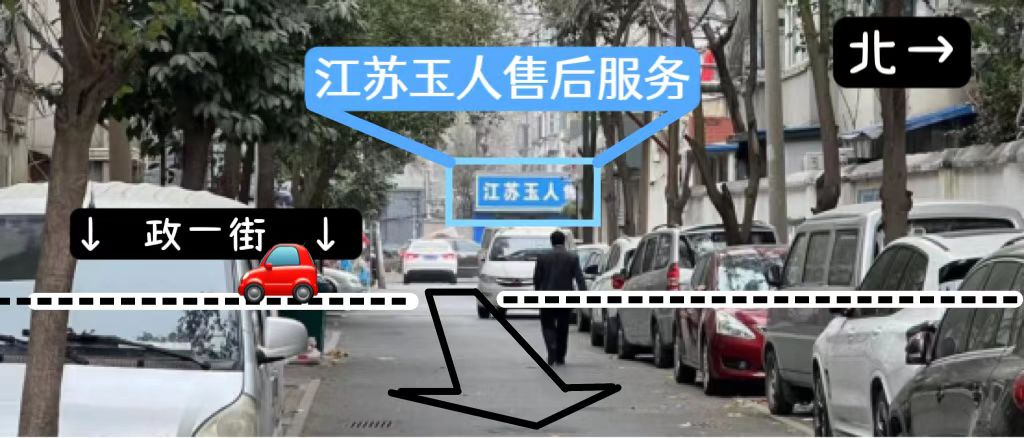 北→
江苏玉人售后服务
江苏玉人
↓ 政一街 ↓